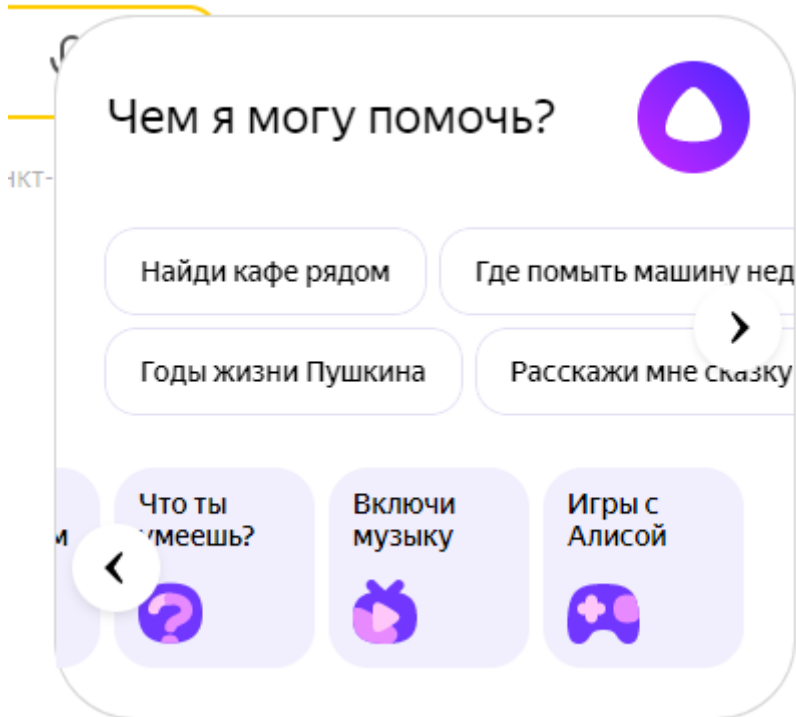 Чем я могу помочь?
нкт-
Найди кафе рядом
Где помыть машину нед
Годы жизни Пушкина
Расскажи мне сказку
м
Что ты
умеешь?
Включи
музыку
Игры с
Алисой